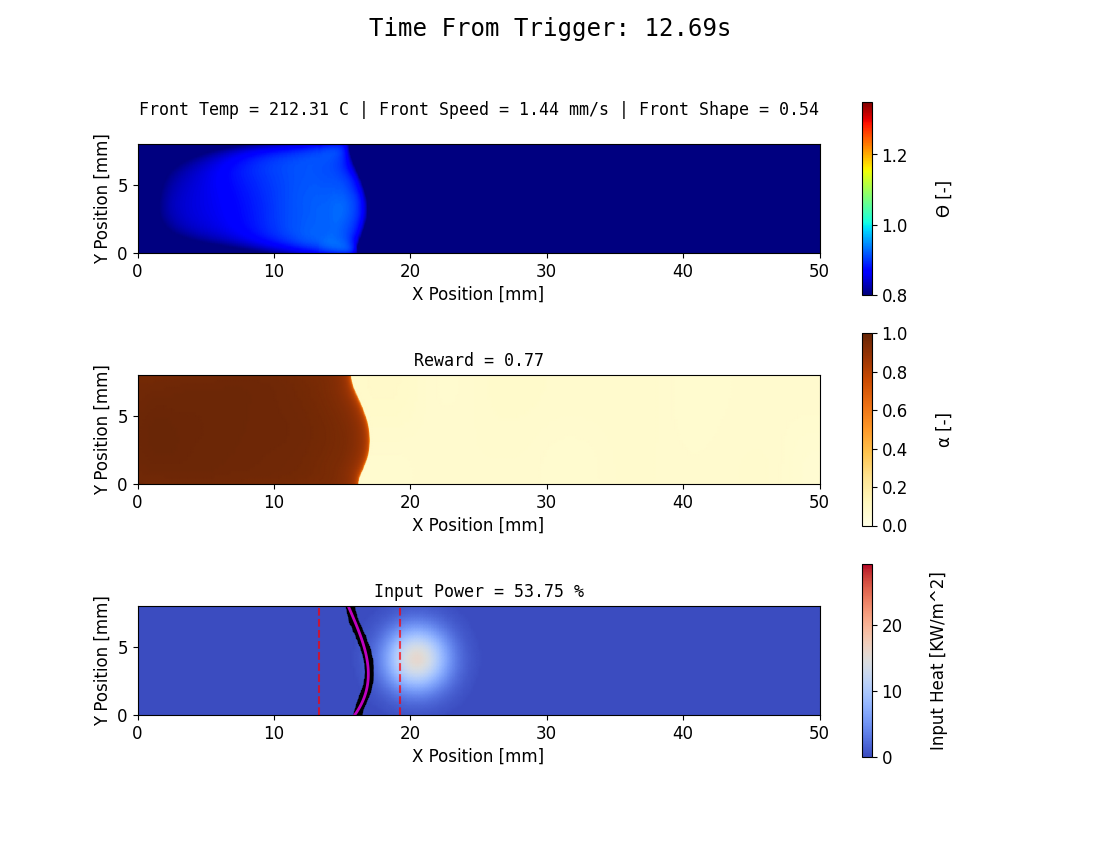 Time From Trigger: 12.69s
Front Temp = 212.31 C | Front Speed = 1.44 mm/s | Front Shape = 0.54
Y Position [mm]
5
0
0 10 20 30 40 50
X Position [mm]
1.2
1.0
0.8
Θ [-]
Reward = 0.77
Y Position [mm]
5
0
0 10 20 30 40 50
X Position [mm]
1.0
0.8
0.6
0.4
0.2
0.0
α [-]
Input Power = 53.75 %
Y Position [mm]
5
0
0 10 20 30 40 50
X Position [mm]
20
10
0
Input Heat [KW/m^2]